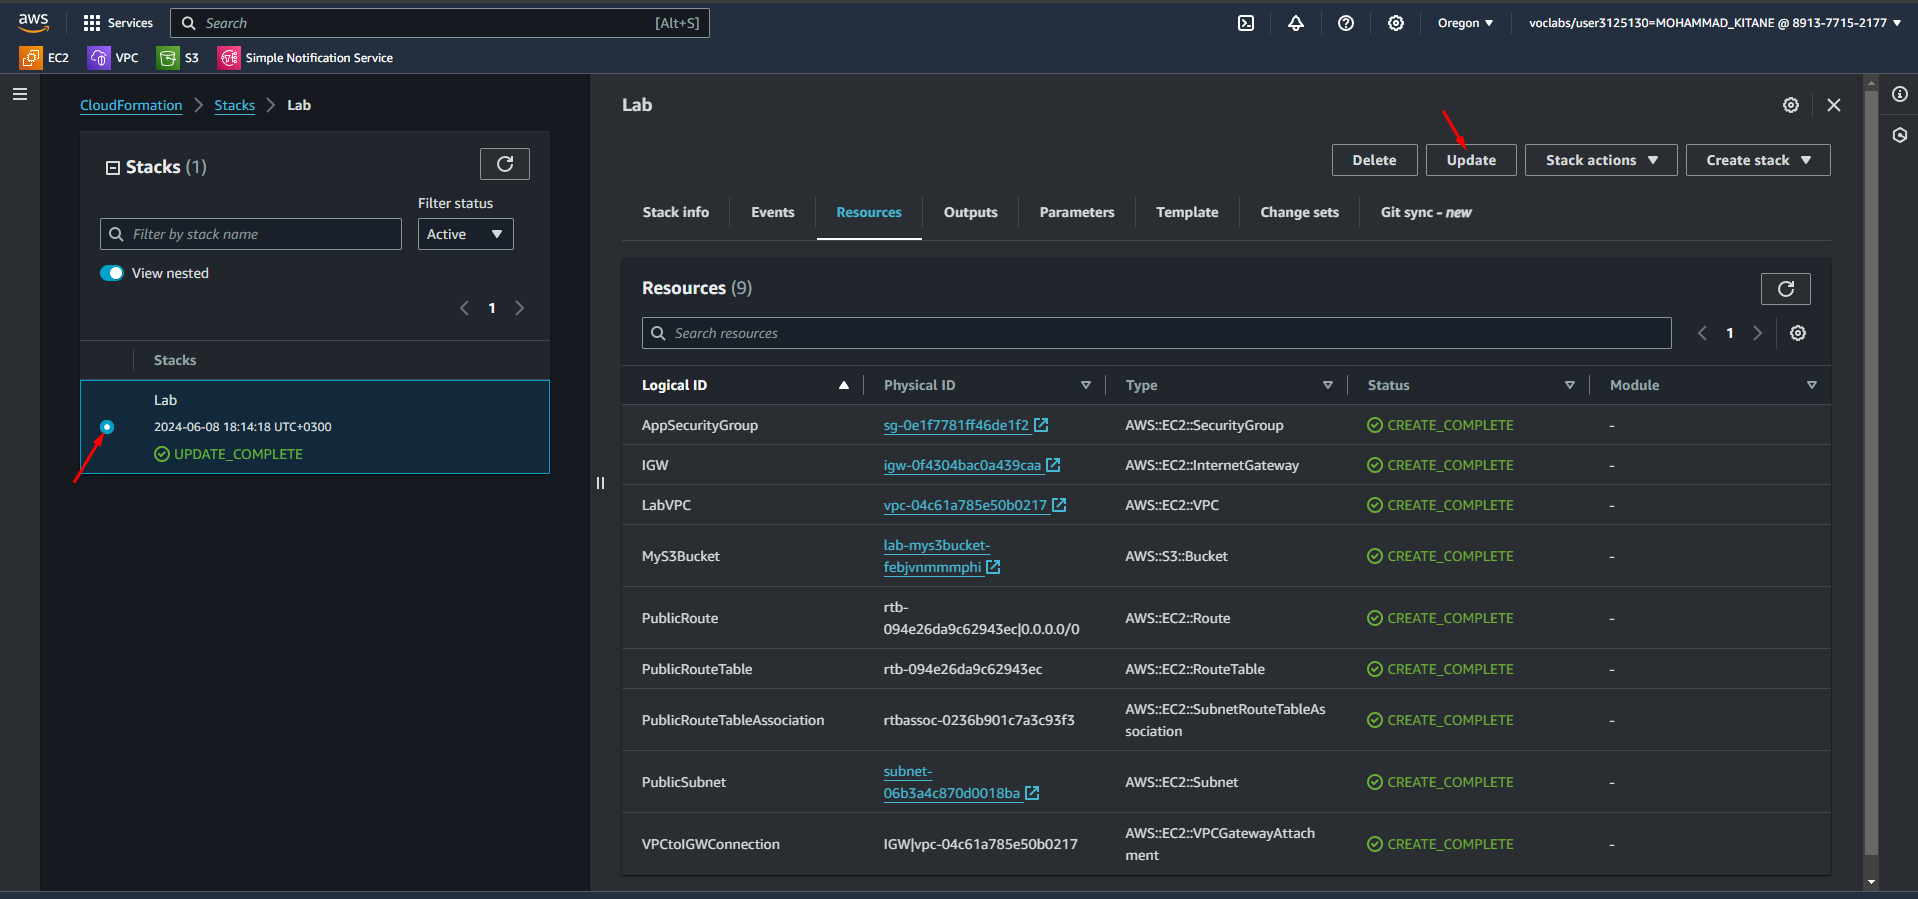 aws
Services
Search
[Alt+S]
Oregon ▼
voclabs/user3125130=MOHAMMAD_KITANE @ 8913-7715-2177 ▼
EC2
VPC
S3
Simple Notification Service
CloudFormation > Stacks > Lab
Stacks (1)
Filter status
Filter by stack name
Active
View nested
1
Stacks
Lab
2024-06-08 18:14:18 UTC+0300
UPDATE_COMPLETE
Lab
Delete
Update
Stack actions ▼
Create stack ▼
Stack info
Events
Resources
Outputs
Parameters
Template
Change sets
Git sync - new
Resources (9)
Search resources
1
Logical ID
Physical ID
Type
Status
Module
AppSecurityGroup
sg-0e1f7781ff46de1f2
AWS::EC2::SecurityGroup
CREATE_COMPLETE
-
IGW
igw-0f4304bac0a439caa
AWS::EC2::InternetGateway
CREATE_COMPLETE
-
LabVPC
vpc-04c61a785e50b0217
AWS::EC2::VPC
CREATE_COMPLETE
-
MyS3Bucket
lab-mys3bucket-
febjvnmmmphi
AWS::S3::Bucket
CREATE_COMPLETE
-
PublicRoute
rtb-
094e26da9c62943ec|0.0.0.0/0
AWS::EC2::Route
CREATE_COMPLETE
-
PublicRouteTable
rtb-094e26da9c62943ec
AWS::EC2::RouteTable
CREATE_COMPLETE
-
PublicRouteTableAssociation
rtbassoc-0236b901c7a3c93f3
AWS::EC2::SubnetRouteTableAs
sociation
CREATE_COMPLETE
-
PublicSubnet
subnet-
06b3a4c870d0018ba
AWS::EC2::Subnet
CREATE_COMPLETE
-
VPCtoIGWConnection
IGW|vpc-04c61a785e50b0217
AWS::EC2::VPCGatewayAttach
ment
CREATE_COMPLETE
-